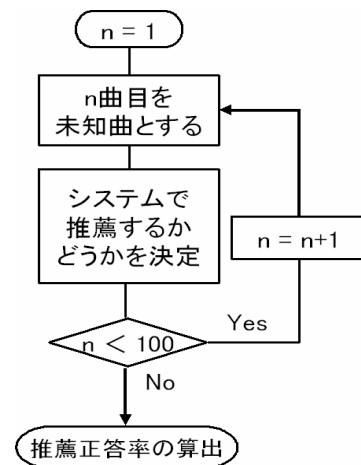 n = 1
n曲目を
未知曲とする
システムで
推薦するか
どうかを決定
n = n+1
n < 100
Yes
No
推薦正答率の算出